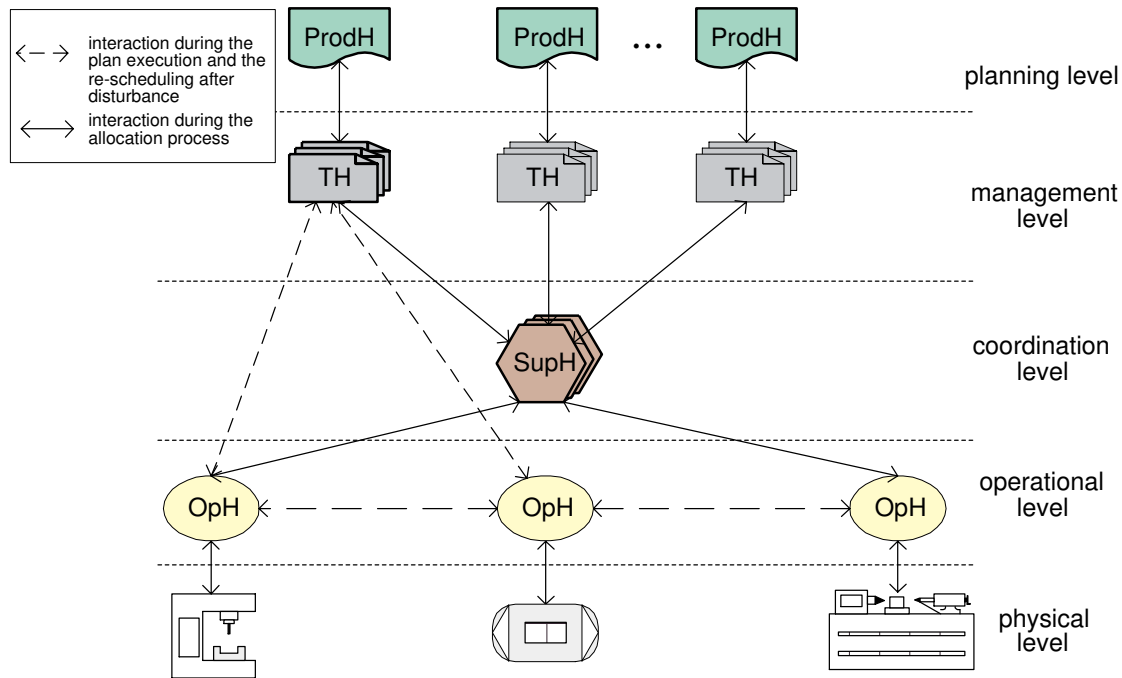 interaction during the
plan execution and the
re-scheduling after
disturbance
interaction during the
allocation process
ProdH
ProdH
...
ProdH
planning level
TH
TH
TH
management
level
SupH
coordination
level
OpH
OpH
OpH
operational
level
physical
level